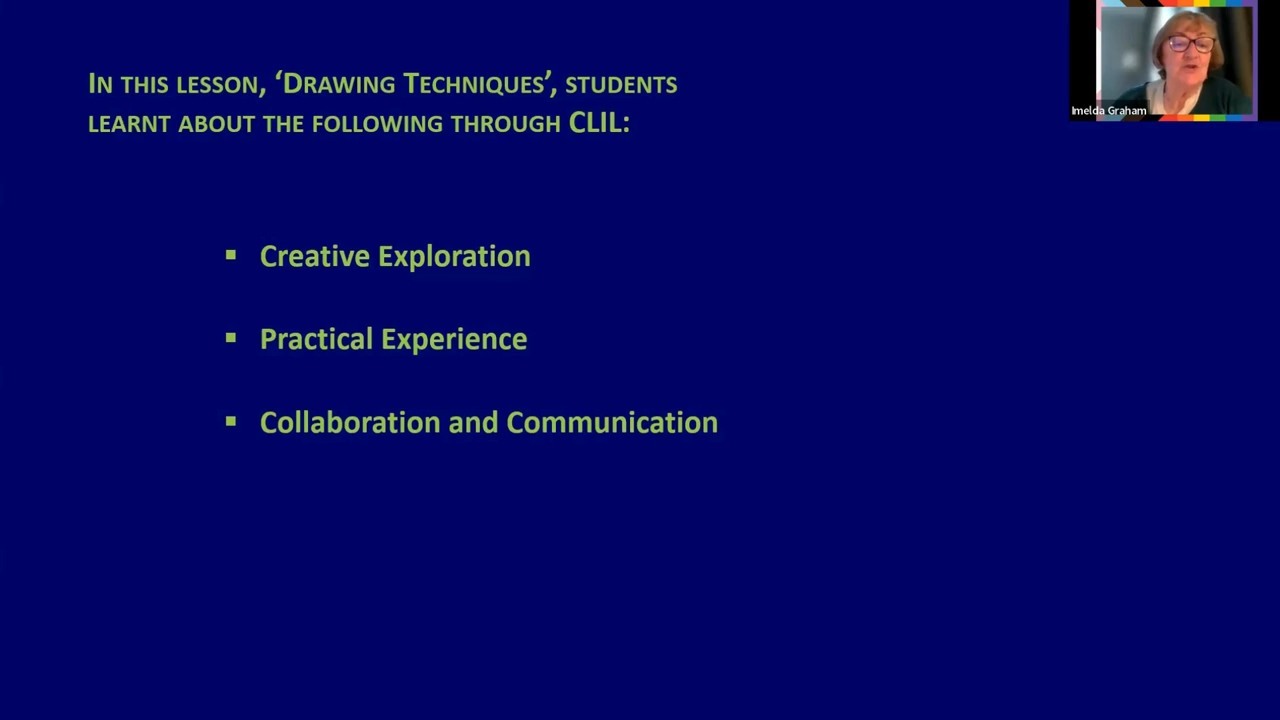 In this lesson, ‘Drawing Techniques’, students
learnt about the following through CLIL:
▪ Creative Exploration
▪ Practical Experience
▪ Collaboration and Communication
Imelda Graham